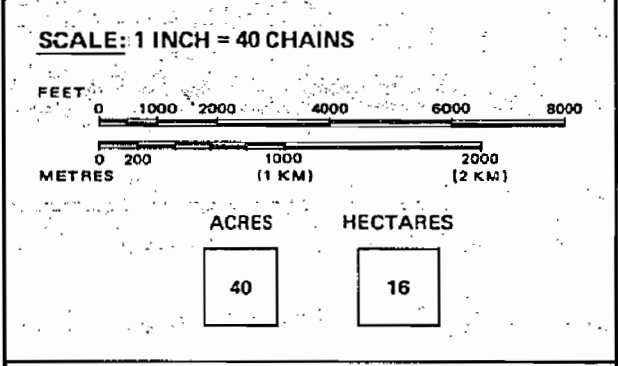 SCALE: 1 INCH = 40 CHAINS
FEET
0 1000 2000 4000 6000 8000
0 200 1000 2000
METRES (1 KM) (2 KM)
ACRES HECTARES
40 16